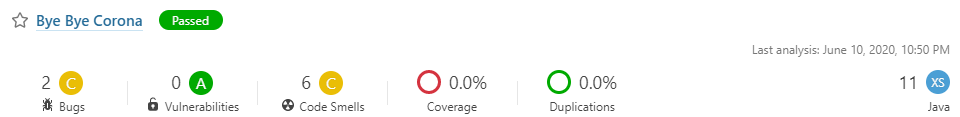 Bye Bye Corona Passed
Last analysis: June 10, 2020, 10:50 PM
2 C 0 A 6 C 0.0% 0.0% 11 XS
Bugs Vulnerabilities Code Smells Coverage Duplications Java